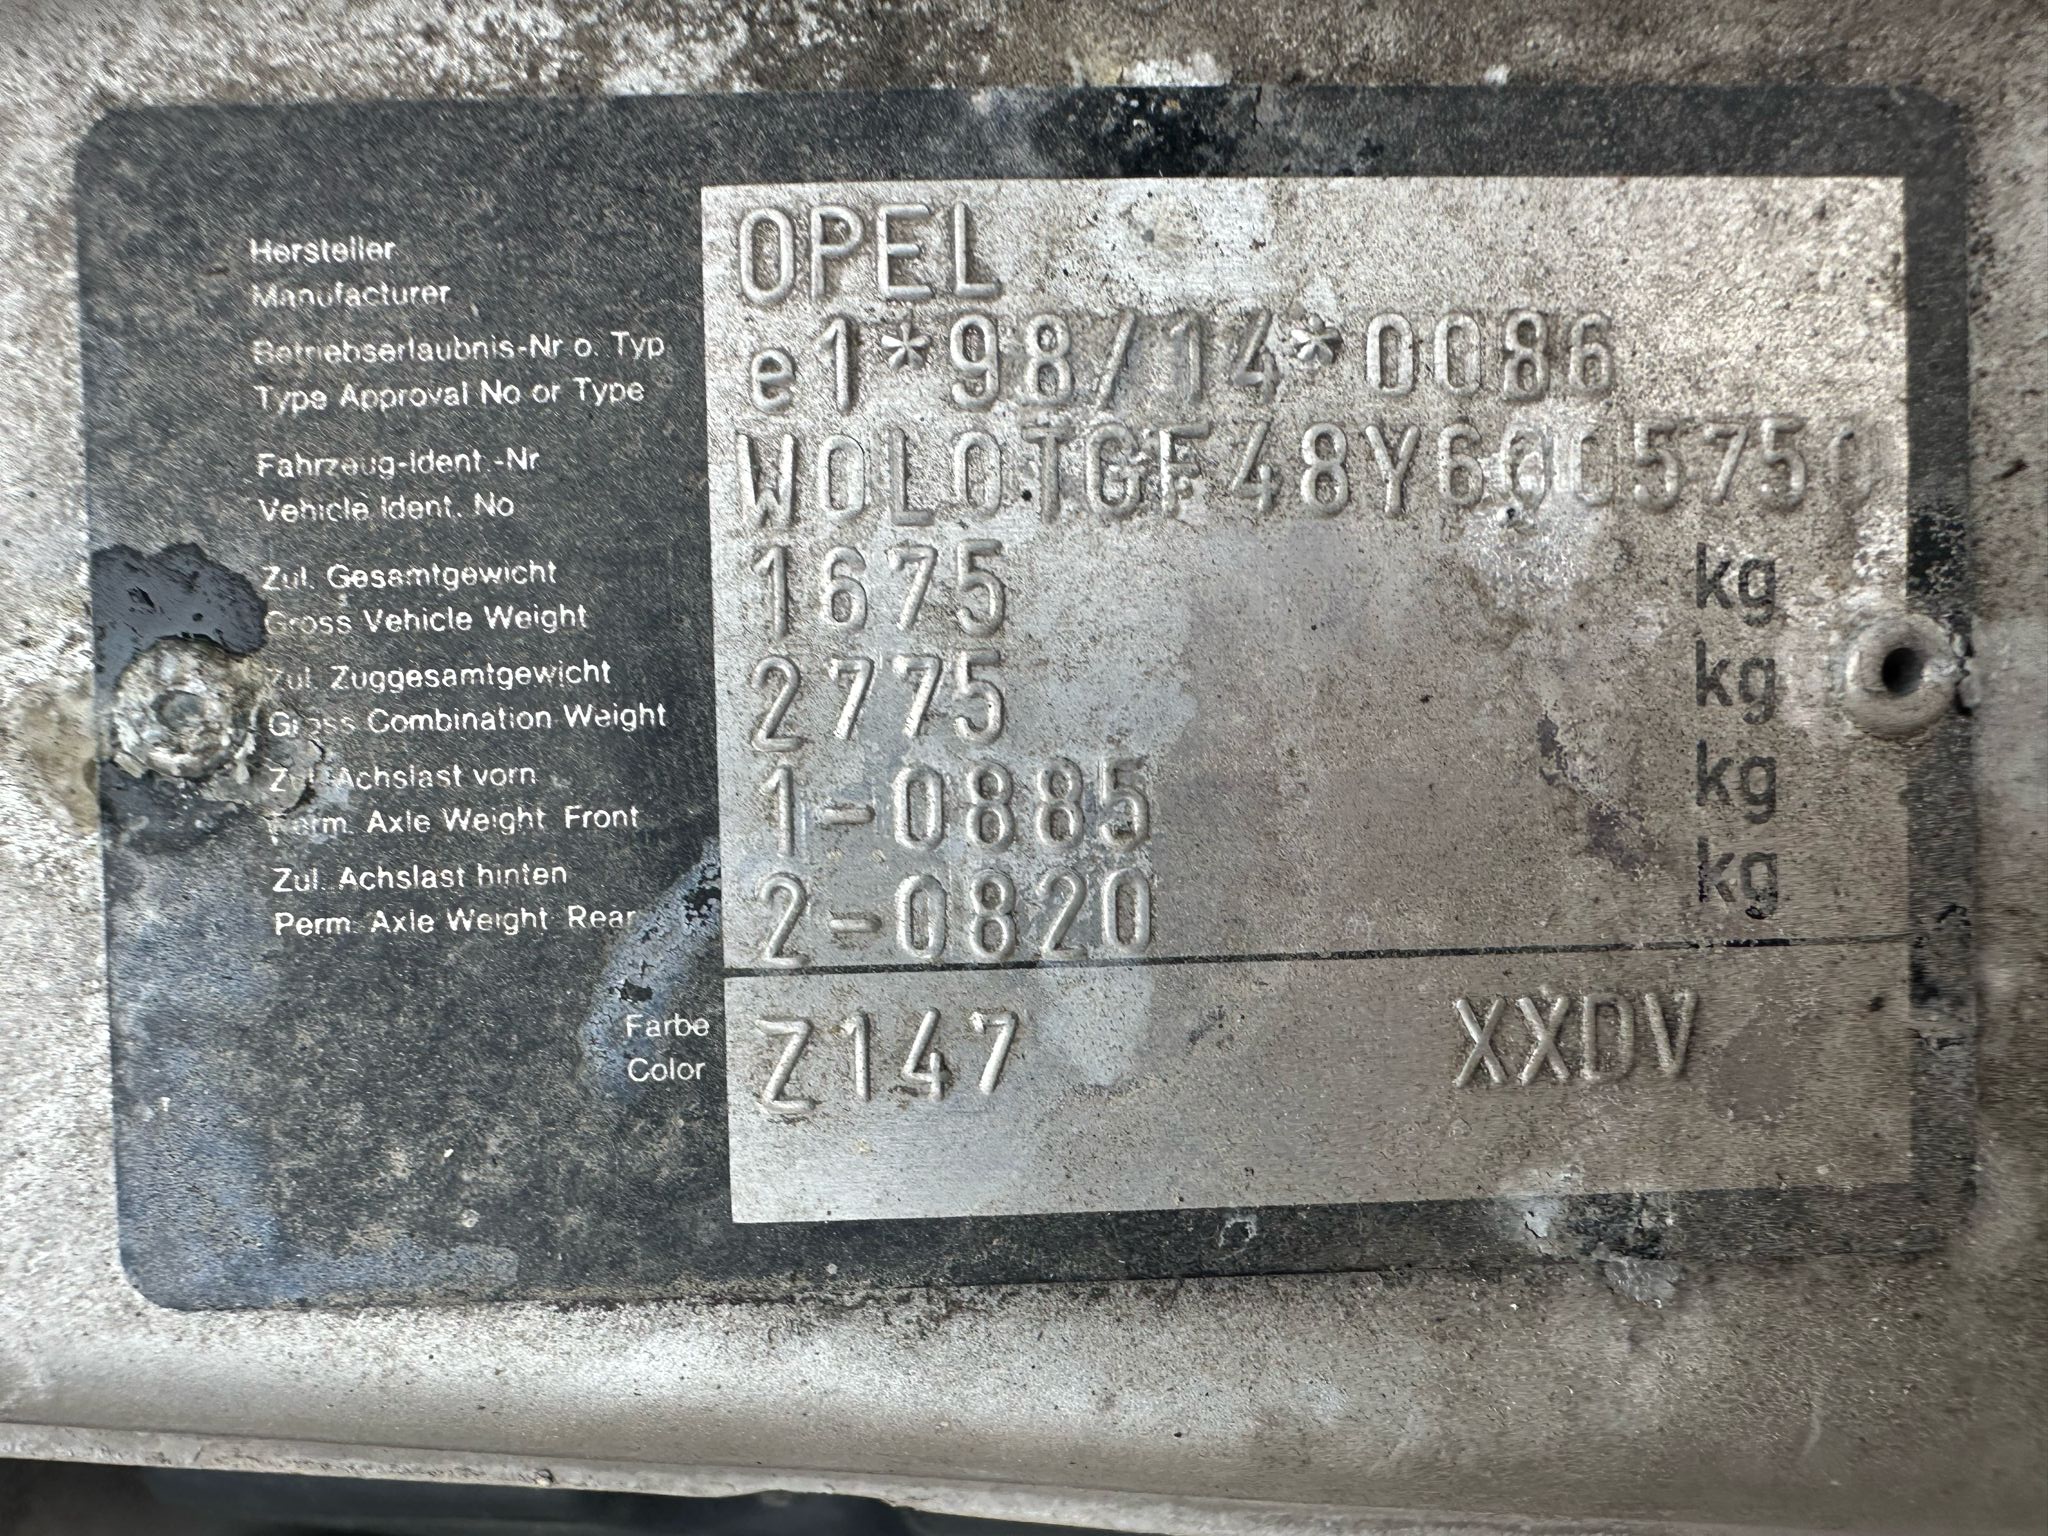 Hersteller
Manufacturer
OPEL
Betriebserlaubnis-Nr o. Typ
Type Approval No or Type
e1*98/14*0086
Fahrzeug-Ident.-Nr
Vehicle Ident. No
W0L0TGF48Y6005750
Zul. Gesamtgewicht
Gross Vehicle Weight
1675 kg
Zul. Zuggesamtgewicht
Gross Combination Weight
2775 kg
Zul. Achslast vorn
Perm. Axle Weight Front
1-0885 kg
Zul. Achslast hinten
Perm. Axle Weight Rear
2-0820 kg
Farbe
Color
Z147 XXDV